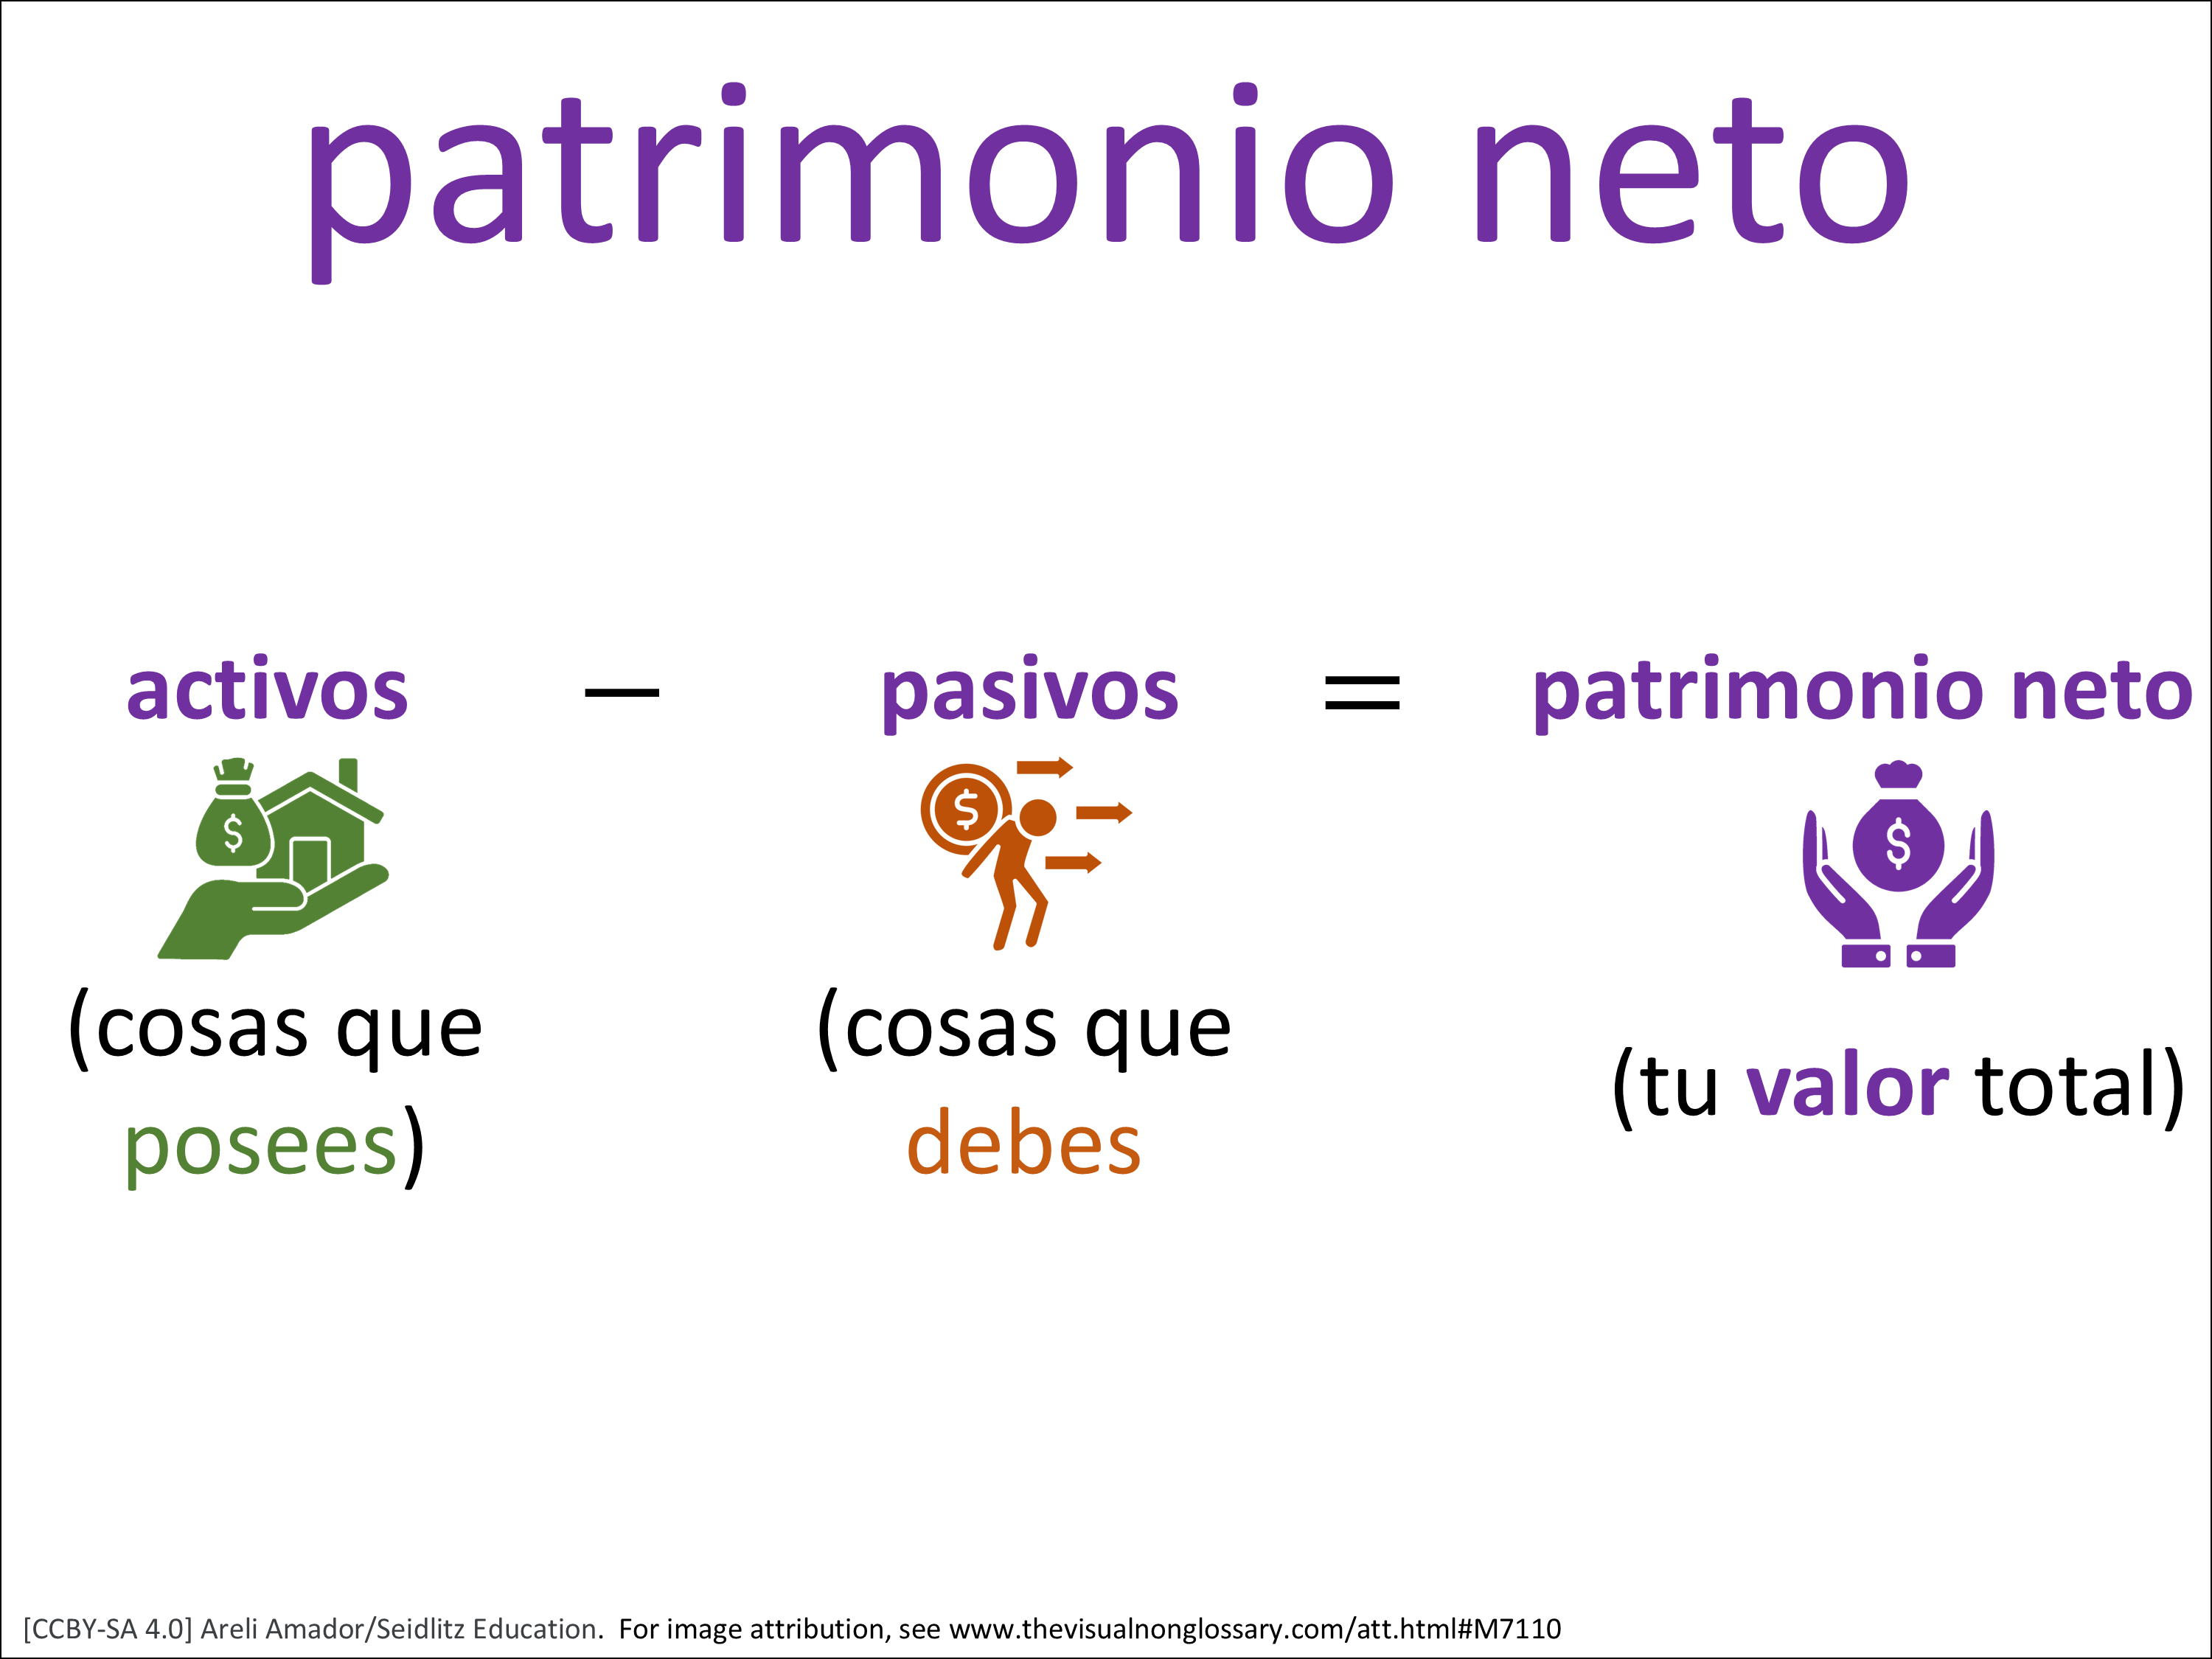 patrimonio neto
activos — pasivos = patrimonio neto
$ $ $
(cosas que (cosas que
(tu valor total)
posees) debes
[CCBY-SA 4.0] Areli Amador/Seidlitz Education. For image attribution, see www.thevisualnonglossary.com/att.html#M7110